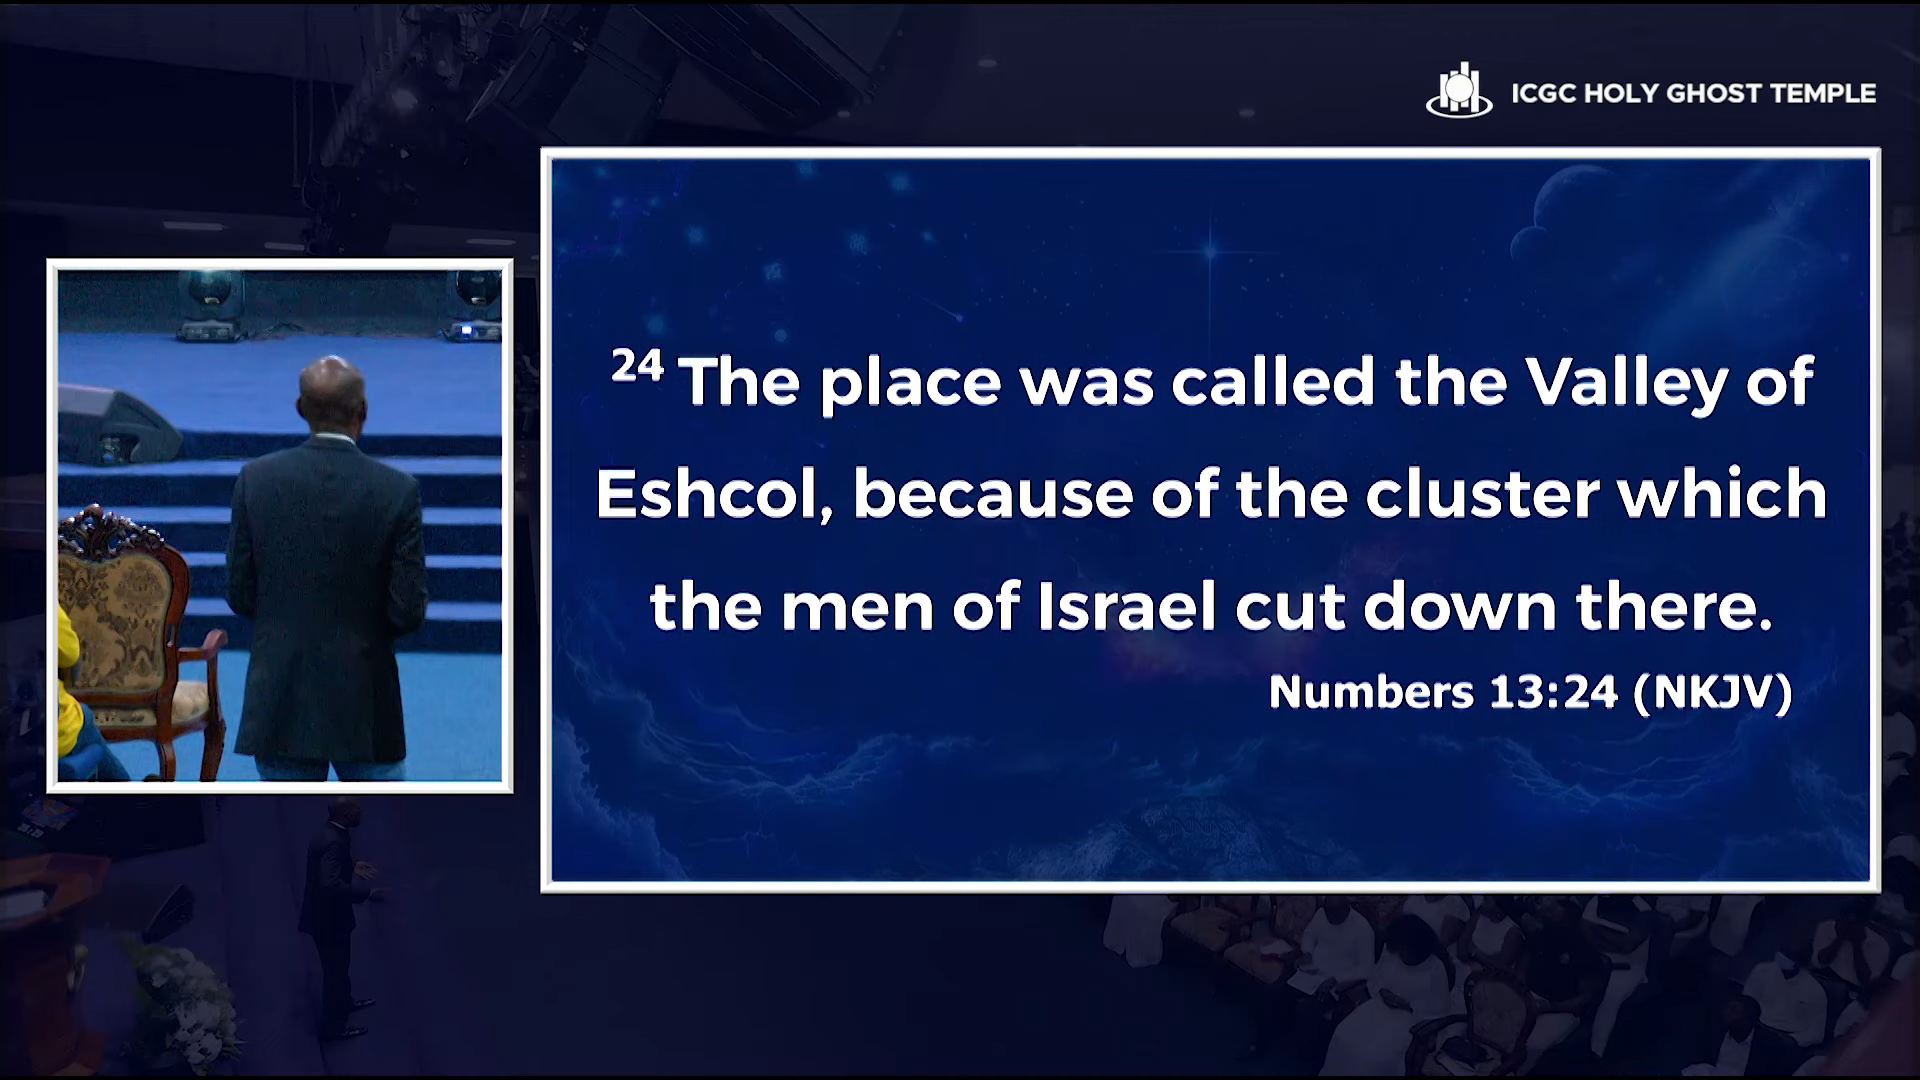 ICGC HOLY GHOST TEMPLE
24 The place was called the Valley of
Eshcol, because of the cluster which
the men of Israel cut down there.
Numbers 13:24 (NKJV)